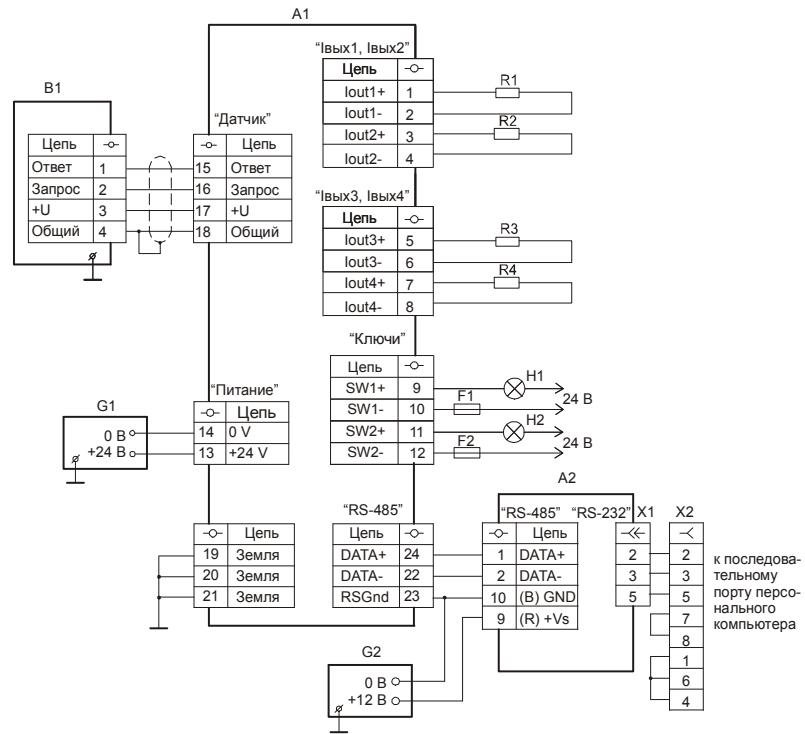 A1
“Iвых1, Iвых2”
Цепь
Iout1+ 1
Iout1- 2
Iout2+ 3
Iout2- 4
R1
R2
B1
Цепь
Ответ 1
Запрос 2
+U 3
Общий 4
“Датчик”
Цепь
15 Ответ
16 Запрос
17 +U
18 Общий
“Iвых3, Iвых4”
Цепь
Iout3+ 5
Iout3- 6
Iout4+ 7
Iout4- 8
R3
R4
“Ключи”
Цепь
SW1+ 9
SW1- 10
SW2+ 11
SW2- 12
H1
F1
24 В
H2
F2
24 В
“Питание”
Цепь
14 0 V
13 +24 V
G1
0 В
+24 В
A2
“RS-485”
Цепь
DATA+ 24
DATA- 22
RSGnd 23
Цепь
19 Земля
20 Земля
21 Земля
“RS-485”
Цепь
1 DATA+
2 DATA-
10 (B) GND
9 (R) +Vs
“RS-232”
X1
2
3
5
X2
2
3
5
7
8
1
6
4
к последова-
тельному
порту персо-
нального
компьютера
G2
0 В
+12 В